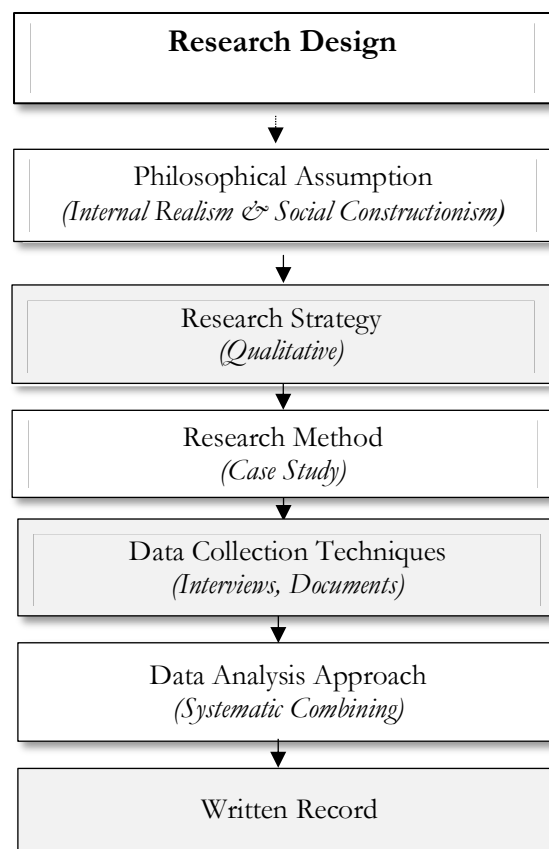 Research Design
Philosophical Assumption
(Internal Realism & Social Constructionism)
Research Strategy
(Qualitative)
Research Method
(Case Study)
Data Collection Techniques
(Interviews, Documents)
Data Analysis Approach
(Systematic Combining)
Written Record